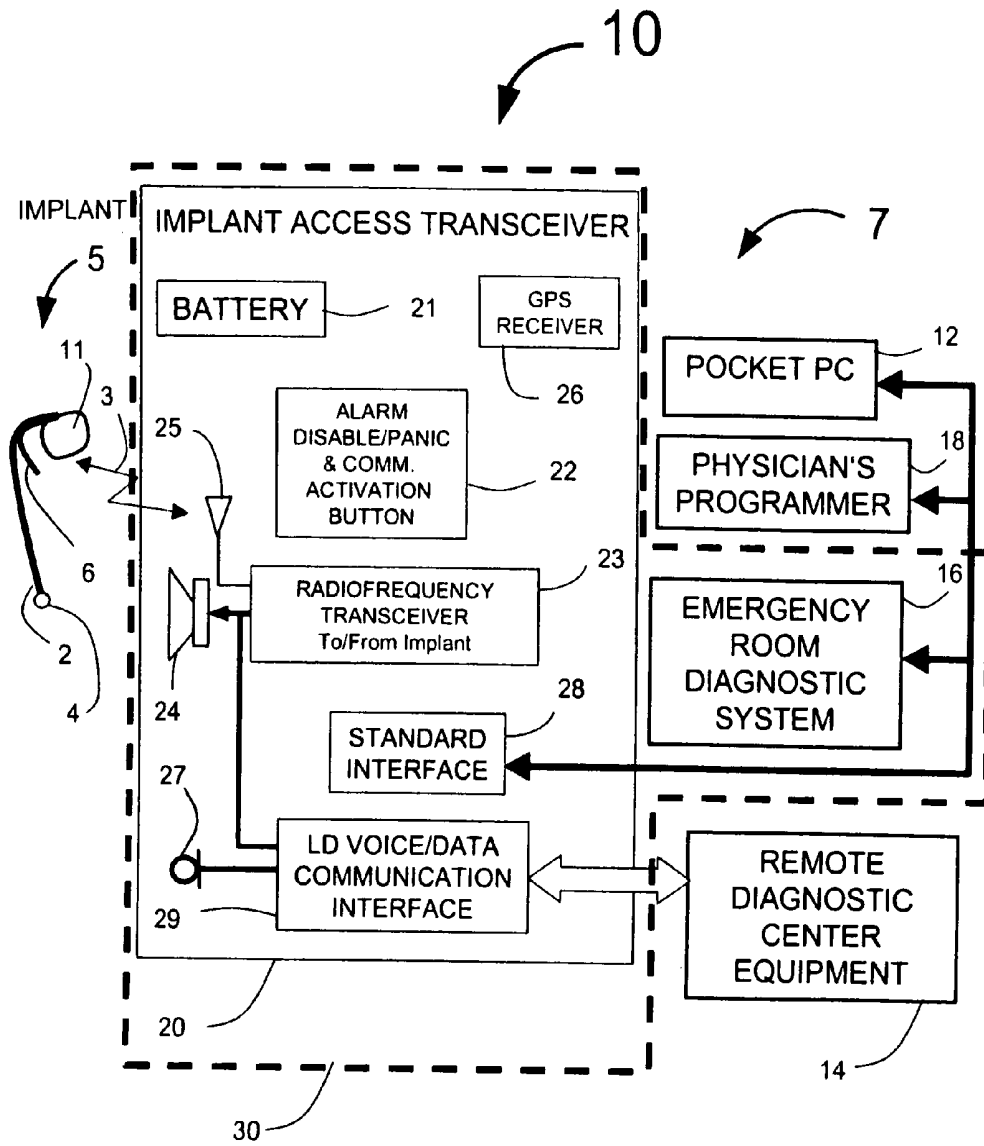 10
IMPLANT
5
11
3
6
2
4
IMPLANT ACCESS TRANSCEIVER
7
BATTERY
21
GPS
RECEIVER
26
25
ALARM
DISABLE/PANIC
& COMM.
ACTIVATION
BUTTON
22
POCKET PC
12
PHYSICIAN'S
PROGRAMMER
18
RADIOFREQUENCY
TRANSCEIVER
To/From Implant
23
24
EMERGENCY
ROOM
DIAGNOSTIC
SYSTEM
16
STANDARD
INTERFACE
28
27
LD VOICE/DATA
COMMUNICATION
INTERFACE
29
REMOTE
DIAGNOSTIC
CENTER
EQUIPMENT
20
14
30